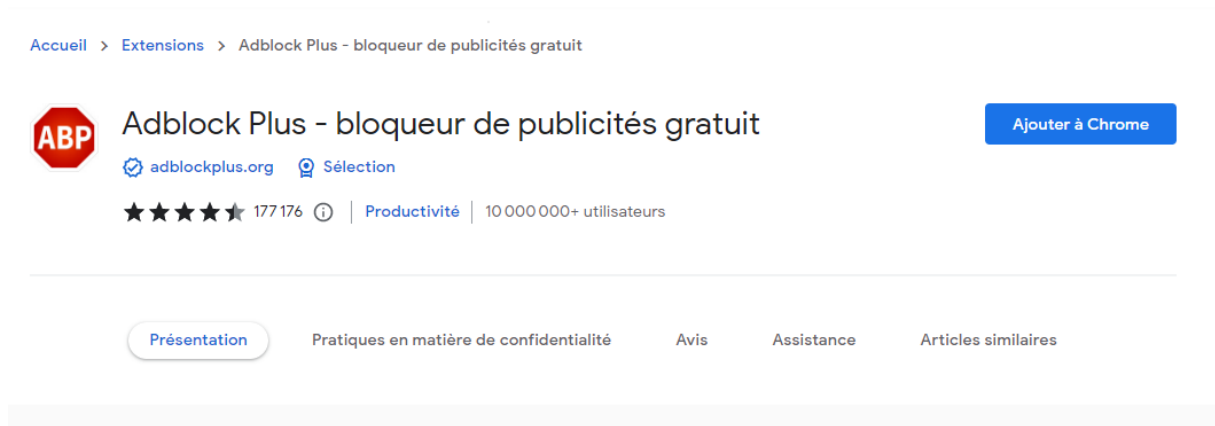 Accueil > Extensions > Adblock Plus - bloqueur de publicités gratuit
ABP
Adblock Plus - bloqueur de publicités gratuit
Ajouter à Chrome
adblockplus.org Sélection
177 176 Productivité 10 000 000+ utilisateurs
Présentation Pratiques en matière de confidentialité Avis Assistance Articles similaires